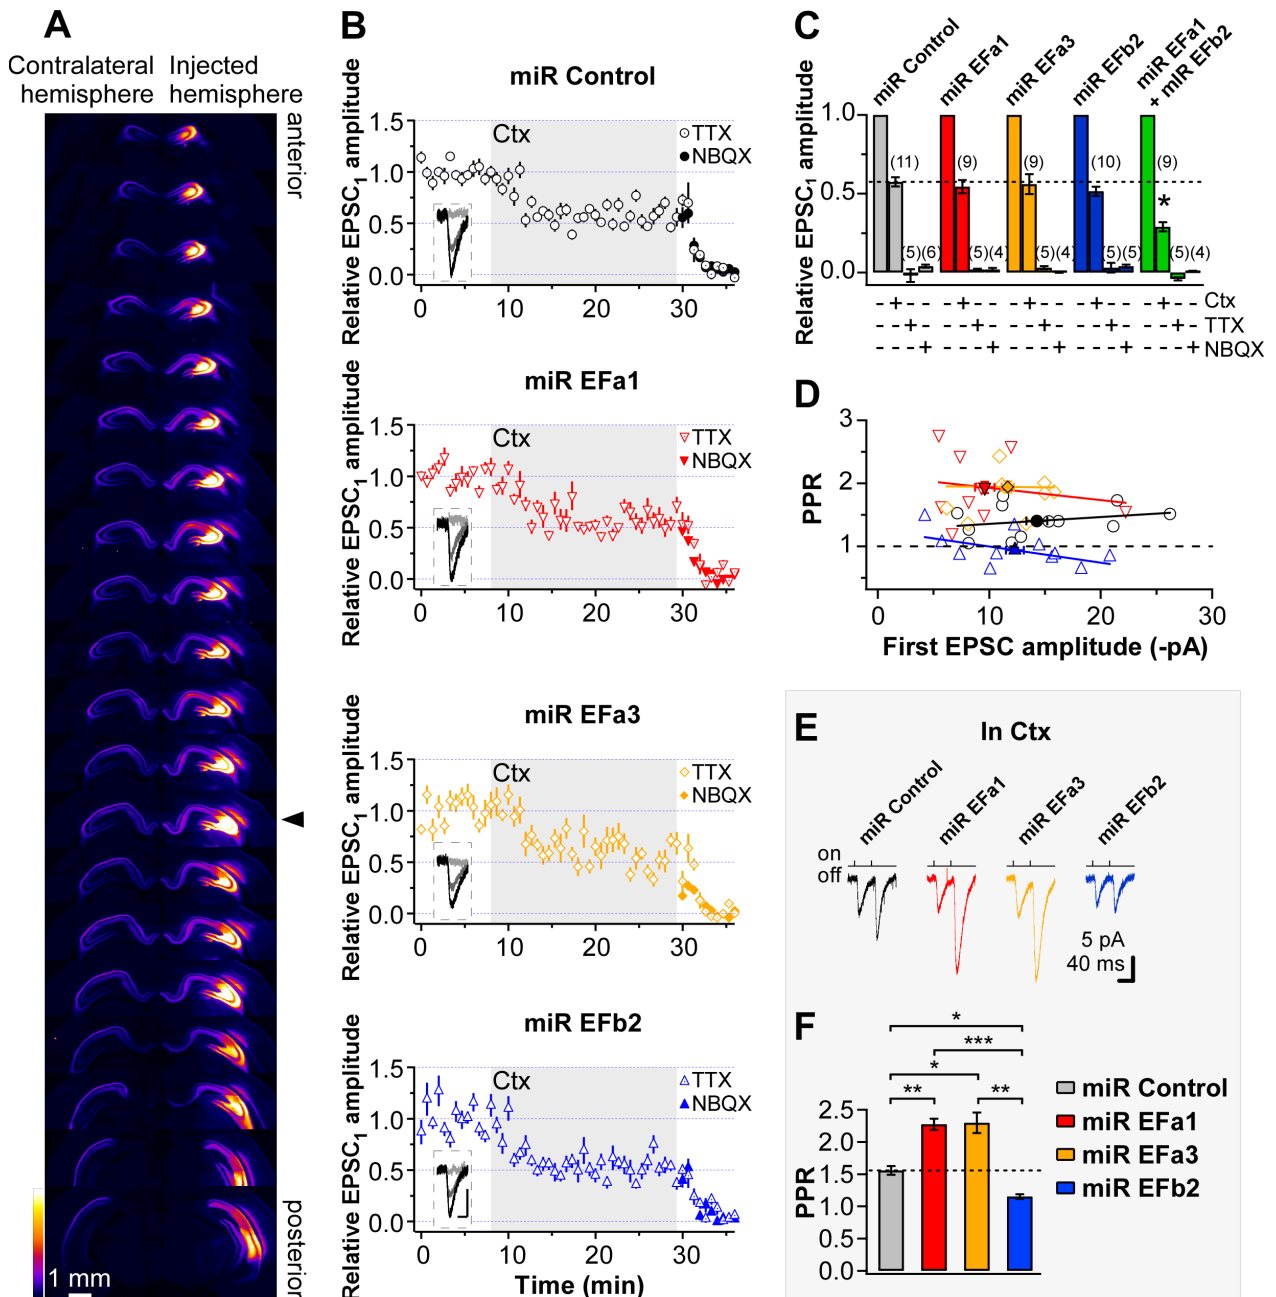 A
Contralateral Injected
hemisphere hemisphere
anterior
posterior
1 mm
B
miR Control
Relative EPSC1 amplitude
1.5
1.0
0.5
0.0
Ctx
TTX
NBQX
0 10 20 30
miR EFa1
Relative EPSC1 amplitude
1.5
1.0
0.5
0.0
Ctx
TTX
NBQX
0 10 20 30
miR EFa3
Relative EPSC1 amplitude
1.5
1.0
0.5
0.0
Ctx
TTX
NBQX
0 10 20 30
miR EFb2
Relative EPSC1 amplitude
1.5
1.0
0.5
0.0
Ctx
TTX
NBQX
0 10 20 30
Time (min)
C
miR Control
miR EFa1
miR EFa3
miR EFb2
miR EFa1
+ miR EFb2
Relative EPSC1 amplitude
1.0
0.5
0.0
(11) (9) (9) (10) (9)
*
(5)(6) (5)(4) (5)(4) (5)(5) (5)(4)
- + - - - + - - - + - - - + - - - + - - Ctx
- - + - - - + - - - + - - - + - - - + - TTX
- - - + - - - + - - - + - - - + - - - + NBQX
D
PPR
3
2
1
0 10 20 30
First EPSC amplitude (-pA)
E
In Ctx
miR Control
miR EFa1
miR EFa3
miR EFb2
on
off
5 pA
40 ms
F
*
***
*
** **
PPR
2.5
2.0
1.5
1.0
0.5
0.0
miR Control
miR EFa1
miR EFa3
miR EFb2